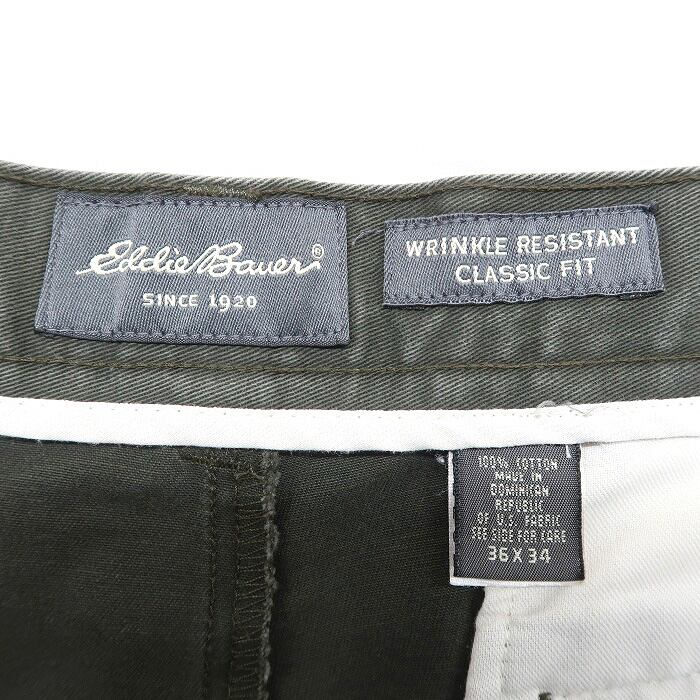 Eddie Bauer®
SINCE 1920
WRINKLE RESISTANT
CLASSIC FIT
100% COTTON
MADE IN
DOMINICAN
REPUBLIC
OF U.S. FABRIC
SEE SIDE FOR CARE
36 X 34